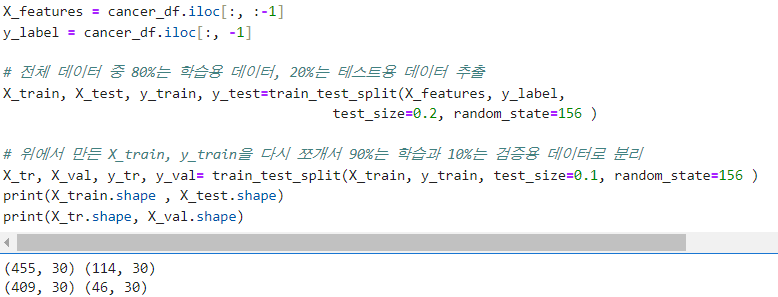 X_features = cancer_df.iloc[:, :-1]
y_label = cancer_df.iloc[:, -1]
# 전체 데이터 중 80%는 학습용 데이터, 20%는 테스트용 데이터 추출
X_train, X_test, y_train, y_test=train_test_split(X_features, y_label,
test_size=0.2, random_state=156 )
# 위에서 만든 X_train, y_train을 다시 쪼개서 90%는 학습과 10%는 검증용 데이터로 분리
X_tr, X_val, y_tr, y_val= train_test_split(X_train, y_train, test_size=0.1, random_state=156 )
print(X_train.shape , X_test.shape)
print(X_tr.shape, X_val.shape)
(455, 30) (114, 30)
(409, 30) (46, 30)